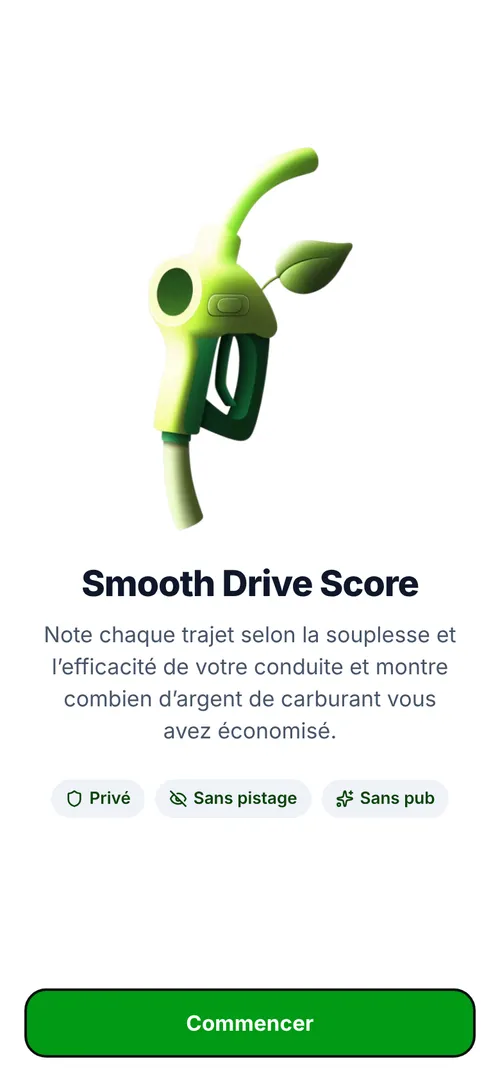 Smooth Drive Score
Note chaque trajet selon la souplesse et
l’efficacité de votre conduite et montre
combien d’argent de carburant vous
avez économisé.
Privé
Sans pistage
Sans pub
Commencer